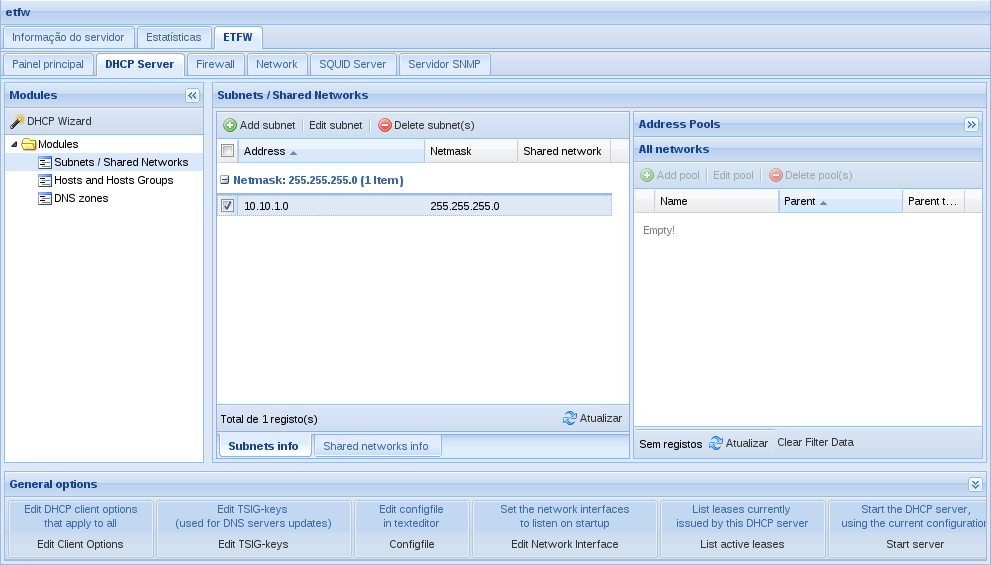 etfw
Informação do servidor Estatísticas ETFW
Painel principal DHCP Server Firewall Network SQUID Server Servidor SNMP
Modules
DHCP Wizard
Modules
Subnets / Shared Networks
Hosts and Hosts Groups
DNS zones
Subnets / Shared Networks
Add subnet Edit subnet Delete subnet(s)
Address Netmask Shared network
Netmask: 255.255.255.0 (1 Item)
10.10.1.0 255.255.255.0
Total de 1 registo(s) Atualizar
Subnets info Shared networks info
Address Pools
All networks
Add pool Edit pool Delete pool(s)
Name Parent Parent t...
Empty!
Sem registos Atualizar Clear Filter Data
General options
Edit DHCP client options
that apply to all
Edit Client Options
Edit TSIG-keys
(used for DNS servers updates)
Edit TSIG-keys
Edit configfile
in texteditor
Configfile
Set the network interfaces
to listen on startup
Edit Network Interface
List leases currently
issued by this DHCP server
List active leases
Start the DHCP server,
using the current configuration
Start server